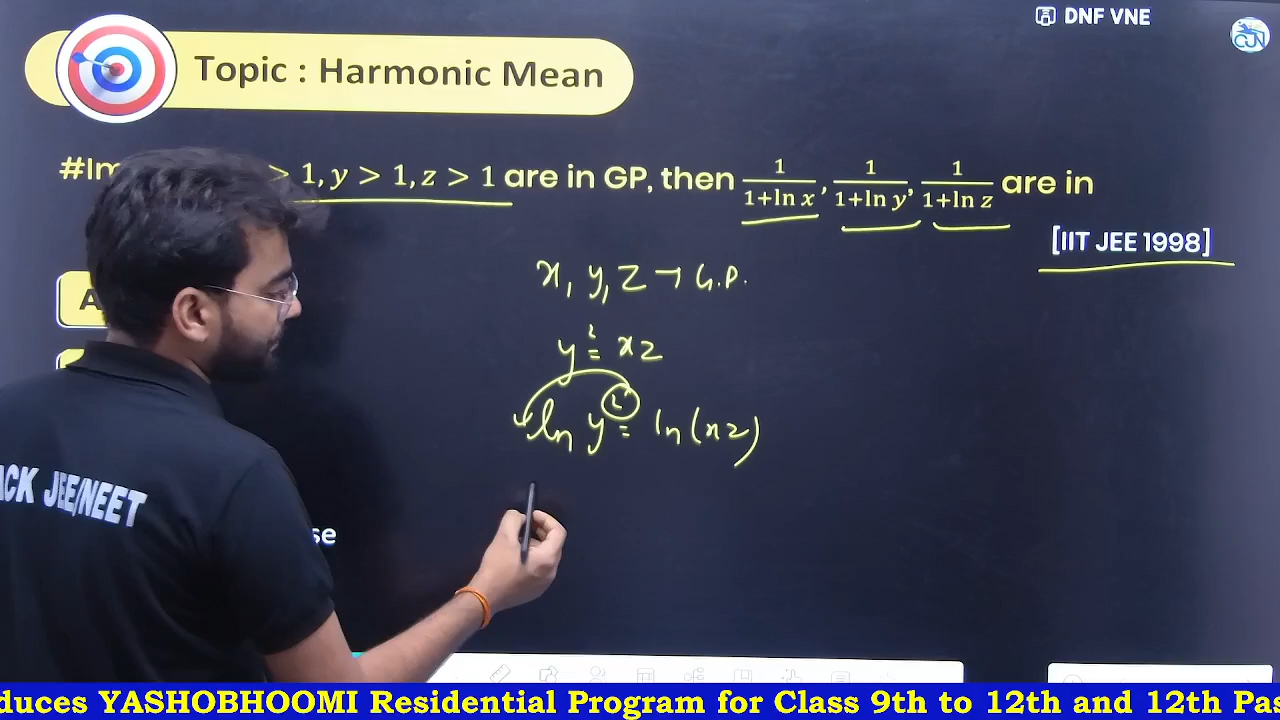 DNF VNE
Topic : Harmonic Mean
> 1, y > 1, z > 1 are in GP, then 1/1+ln x, 1/1+ln y, 1/1+ln z are in
[IIT JEE 1998]
x, y, z → G.P.
y² = xz
ln y² = ln(xz)
ACK JEE/NEET
se
duces YASHOBHOOMI Residential Program for Class 9th to 12th and 12th Pas